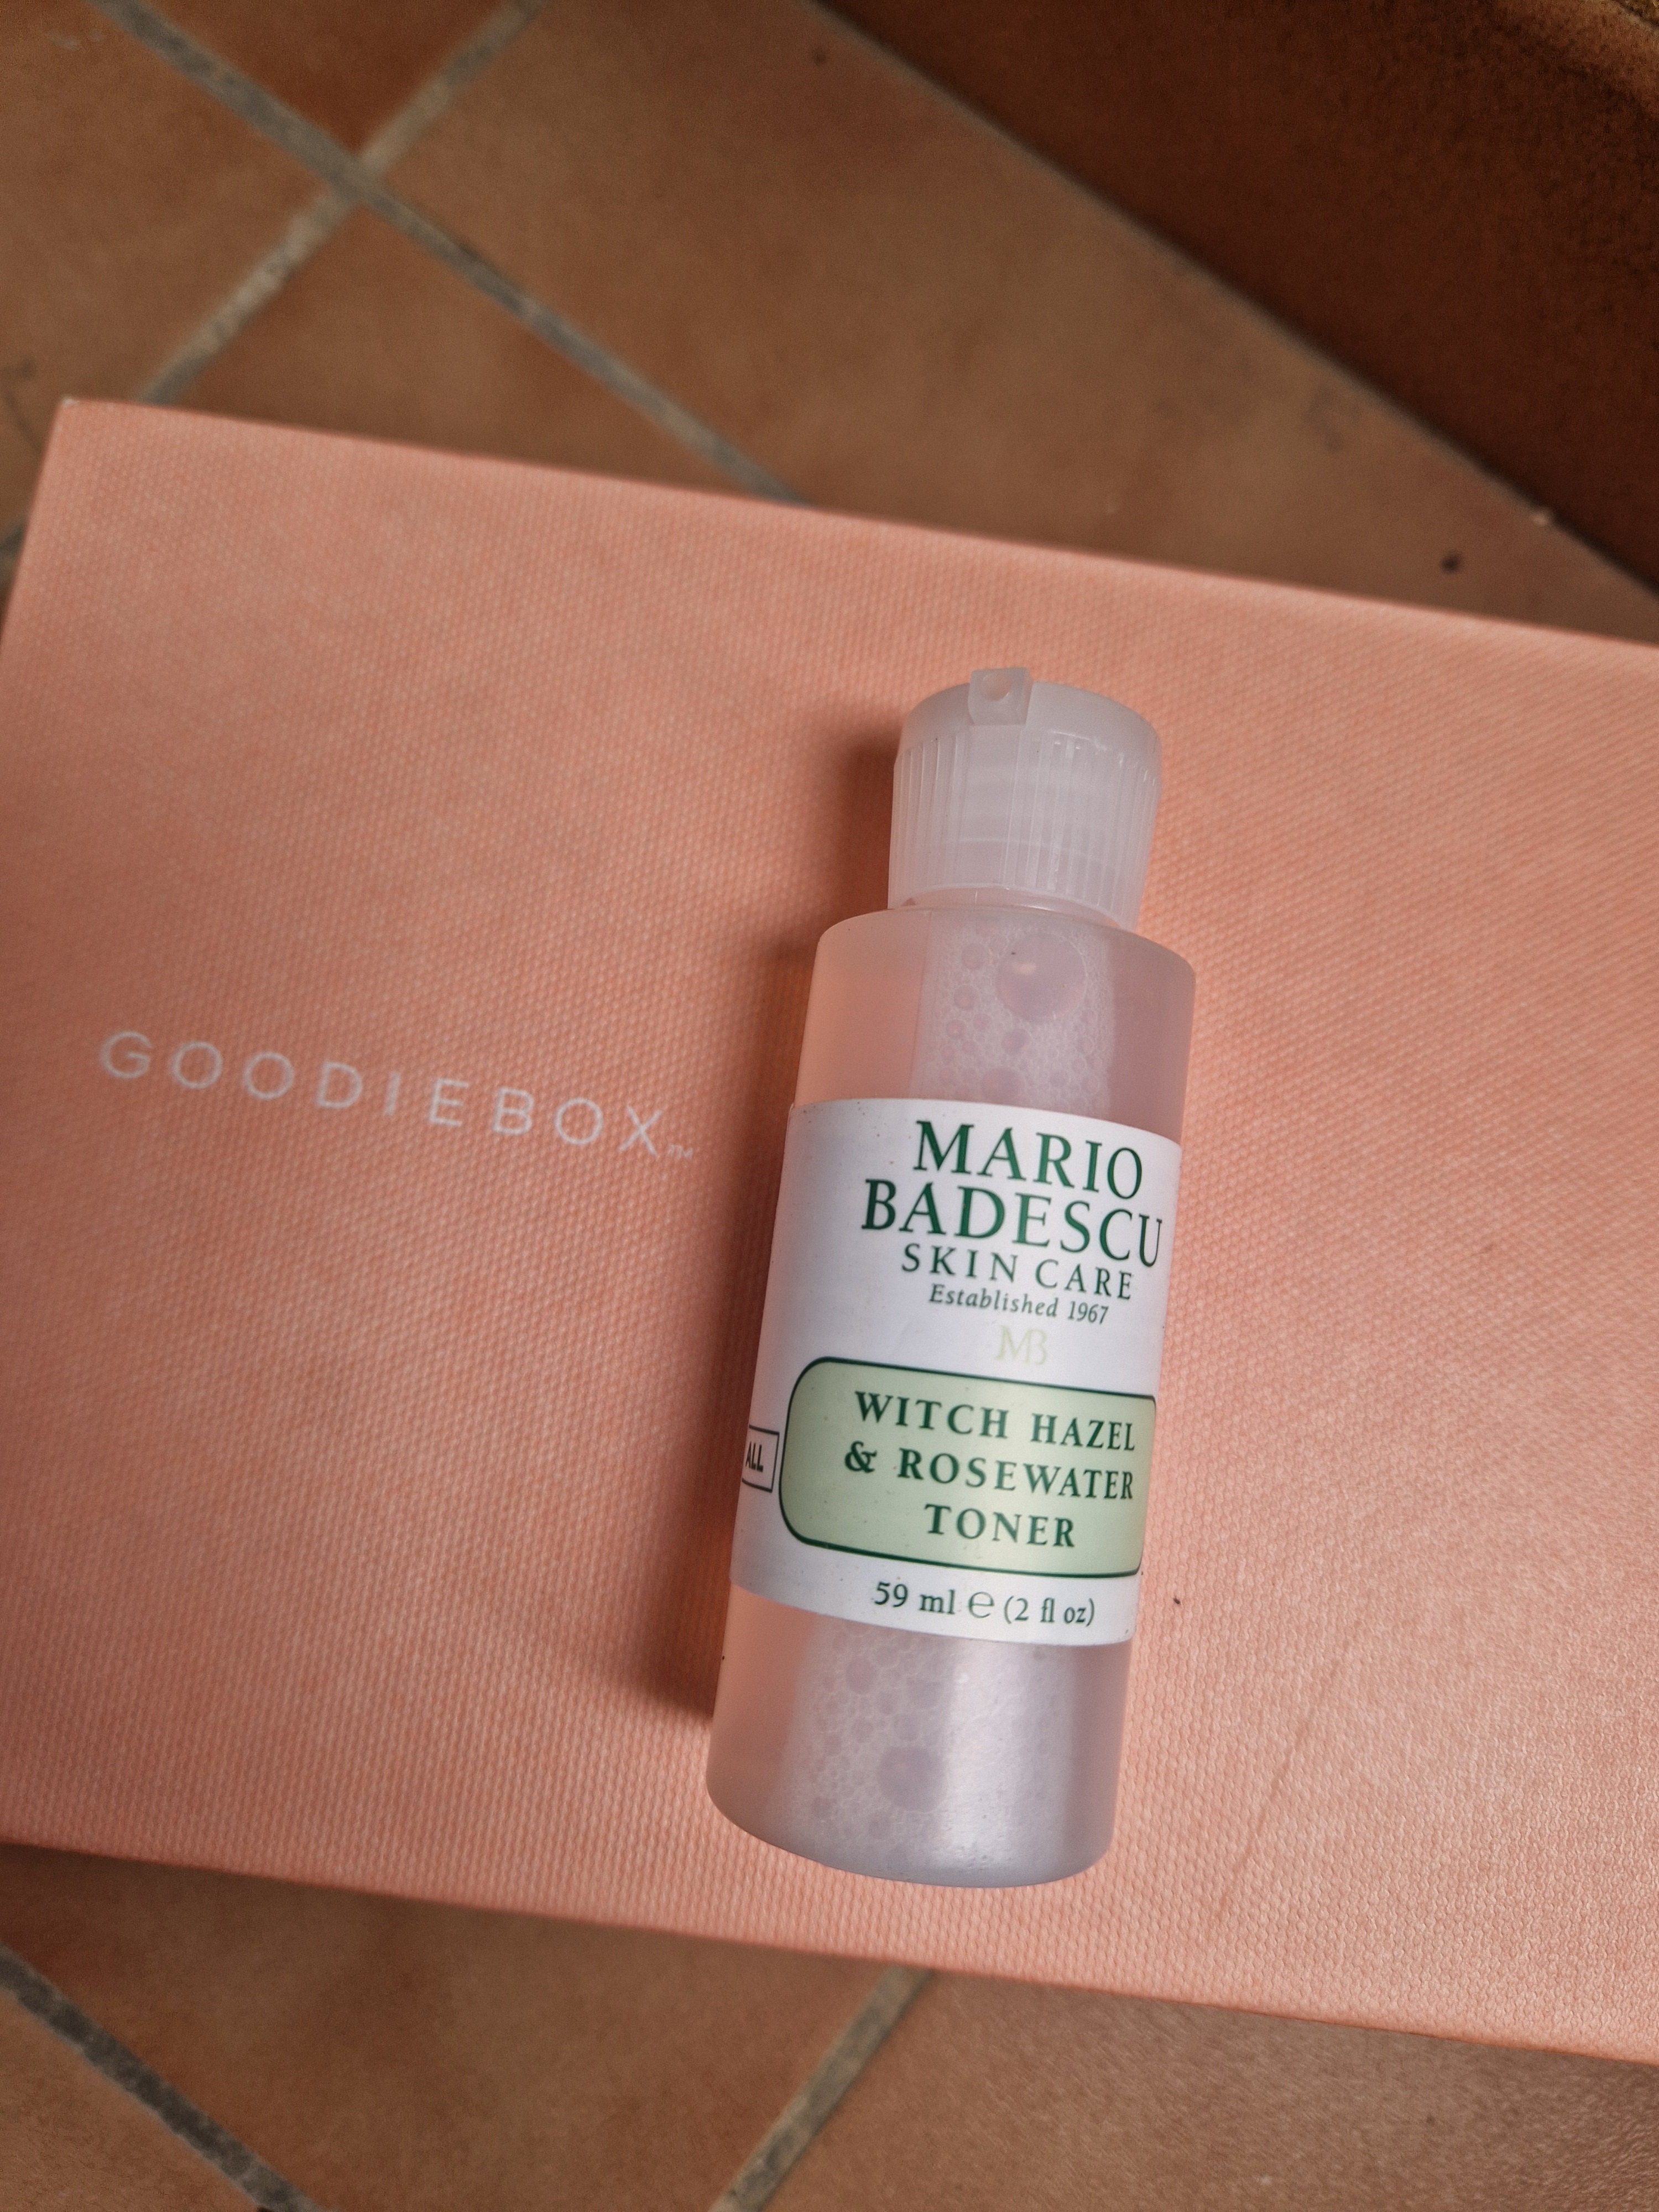 GOODIEBOX™
MARIO
BADESCU
SKIN CARE
Established 1967
MB
ALL
WITCH HAZEL
& ROSEWATER
TONER
59 ml ℮ (2 fl oz)